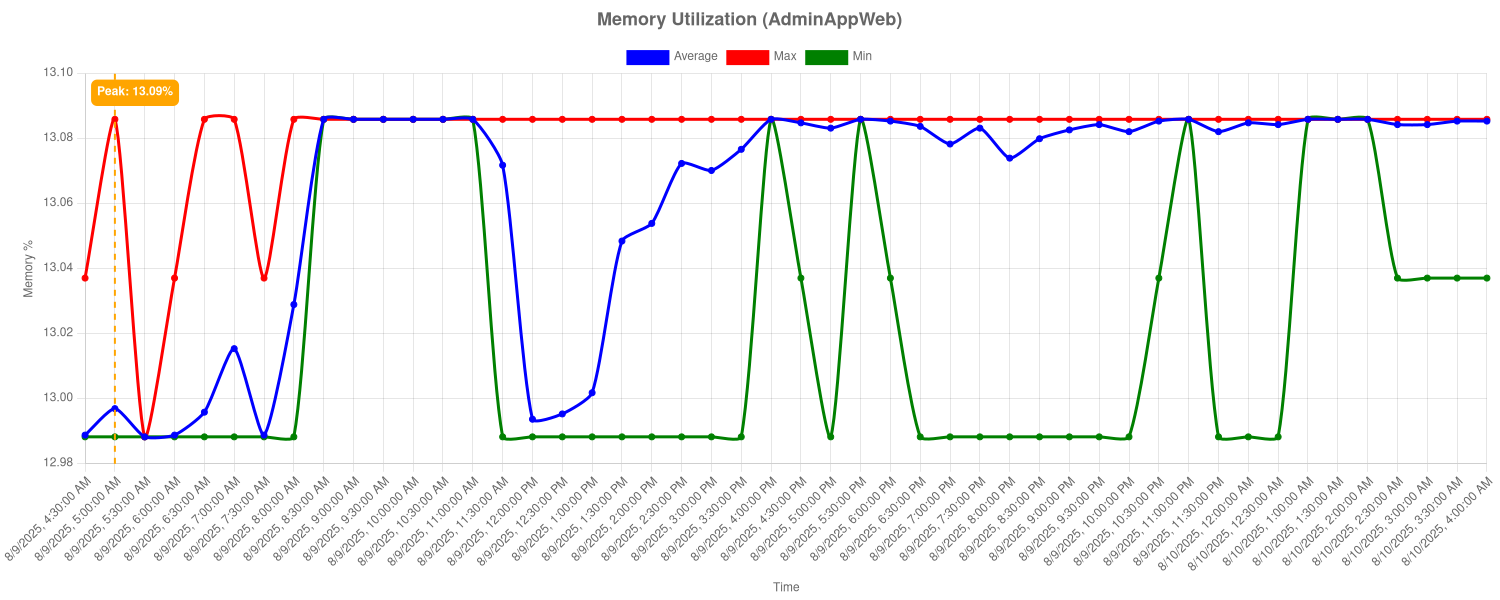 Memory Utilization (AdminAppWeb)
Average Max Min
13.10
Peak: 13.09%
13.08
13.06
13.04
13.02
13.00
12.98
Memory %
8/9/2025, 4:30:00 AM
8/9/2025, 5:00:00 AM
8/9/2025, 5:30:00 AM
8/9/2025, 6:00:00 AM
8/9/2025, 6:30:00 AM
8/9/2025, 7:00:00 AM
8/9/2025, 7:30:00 AM
8/9/2025, 8:00:00 AM
8/9/2025, 8:30:00 AM
8/9/2025, 9:00:00 AM
8/9/2025, 9:30:00 AM
8/9/2025, 10:00:00 AM
8/9/2025, 10:30:00 AM
8/9/2025, 11:00:00 AM
8/9/2025, 11:30:00 AM
8/9/2025, 12:00:00 PM
8/9/2025, 12:30:00 PM
8/9/2025, 1:00:00 PM
8/9/2025, 1:30:00 PM
8/9/2025, 2:00:00 PM
8/9/2025, 2:30:00 PM
8/9/2025, 3:00:00 PM
8/9/2025, 3:30:00 PM
8/9/2025, 4:00:00 PM
8/9/2025, 4:30:00 PM
8/9/2025, 5:00:00 PM
8/9/2025, 5:30:00 PM
8/9/2025, 6:00:00 PM
8/9/2025, 6:30:00 PM
8/9/2025, 7:00:00 PM
8/9/2025, 7:30:00 PM
8/9/2025, 8:00:00 PM
8/9/2025, 8:30:00 PM
8/9/2025, 9:00:00 PM
8/9/2025, 9:30:00 PM
8/9/2025, 10:00:00 PM
8/9/2025, 10:30:00 PM
8/9/2025, 11:00:00 PM
8/9/2025, 11:30:00 PM
8/10/2025, 12:00:00 AM
8/10/2025, 12:30:00 AM
8/10/2025, 1:00:00 AM
8/10/2025, 1:30:00 AM
8/10/2025, 2:00:00 AM
8/10/2025, 2:30:00 AM
8/10/2025, 3:00:00 AM
8/10/2025, 3:30:00 AM
8/10/2025, 4:00:00 AM
Time